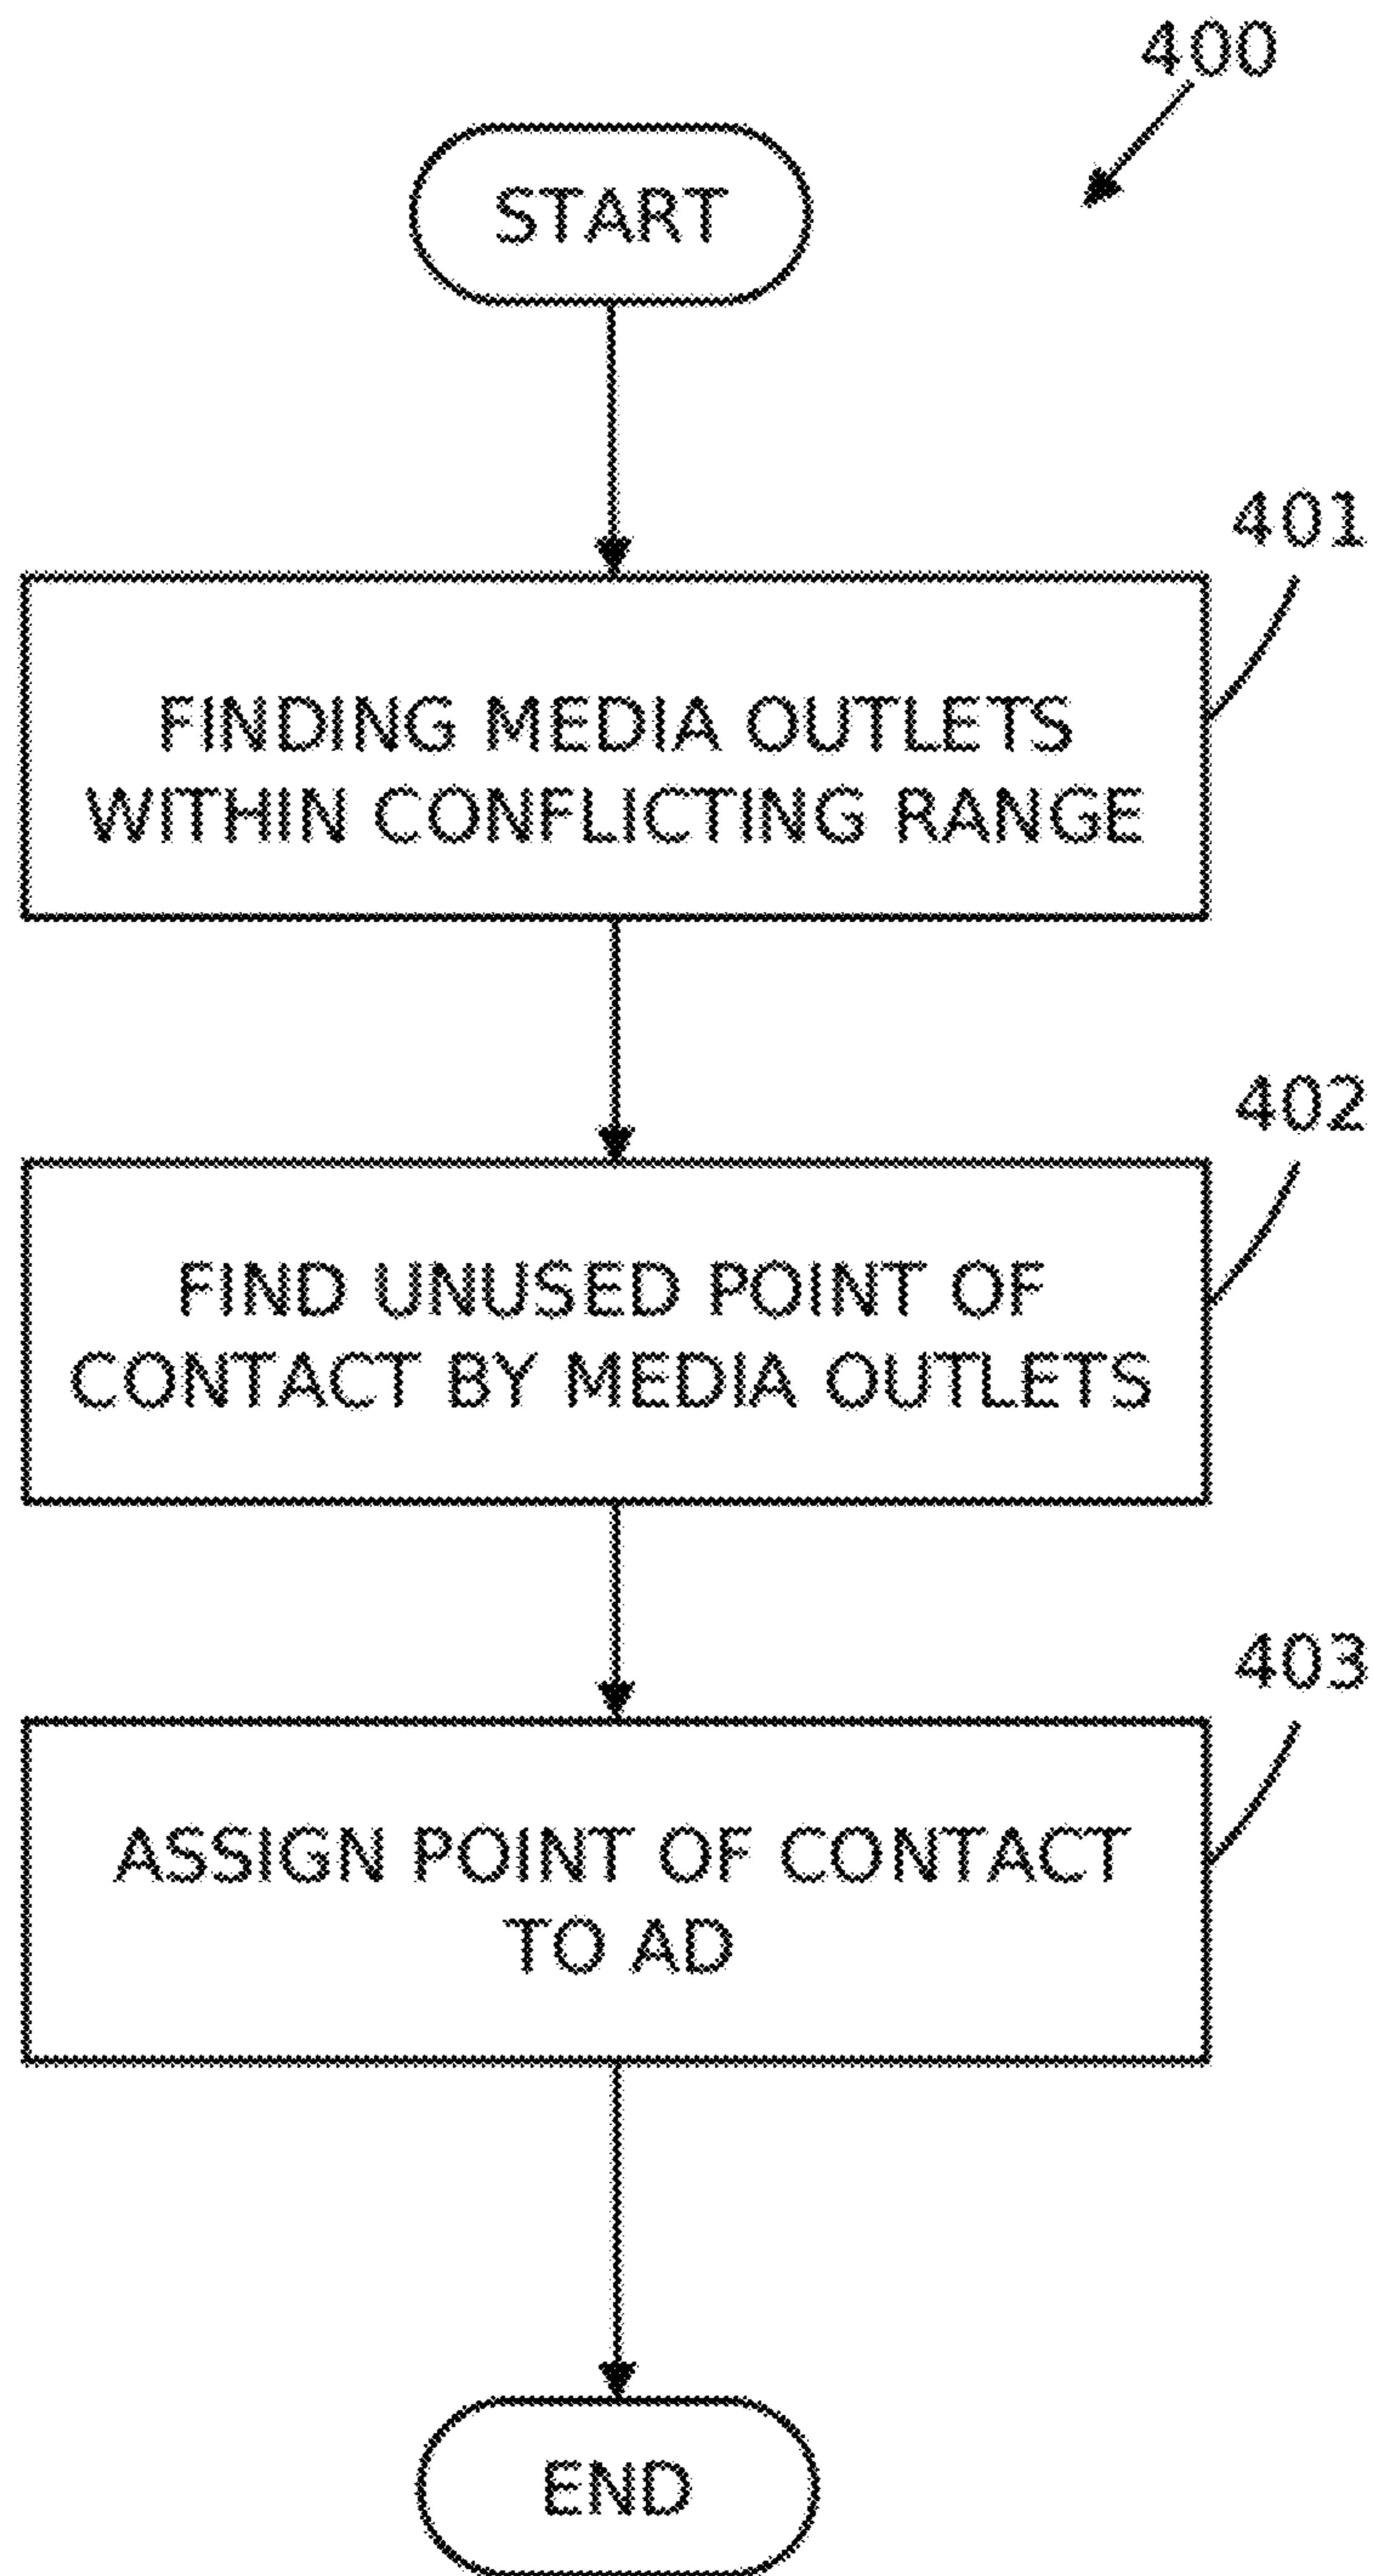 400
START
401
FINDING MEDIA OUTLETS
WITHIN CONFLICTING RANGE
402
FIND UNUSED POINT OF
CONTACT BY MEDIA OUTLETS
403
ASSIGN POINT OF CONTACT
TO AD
END